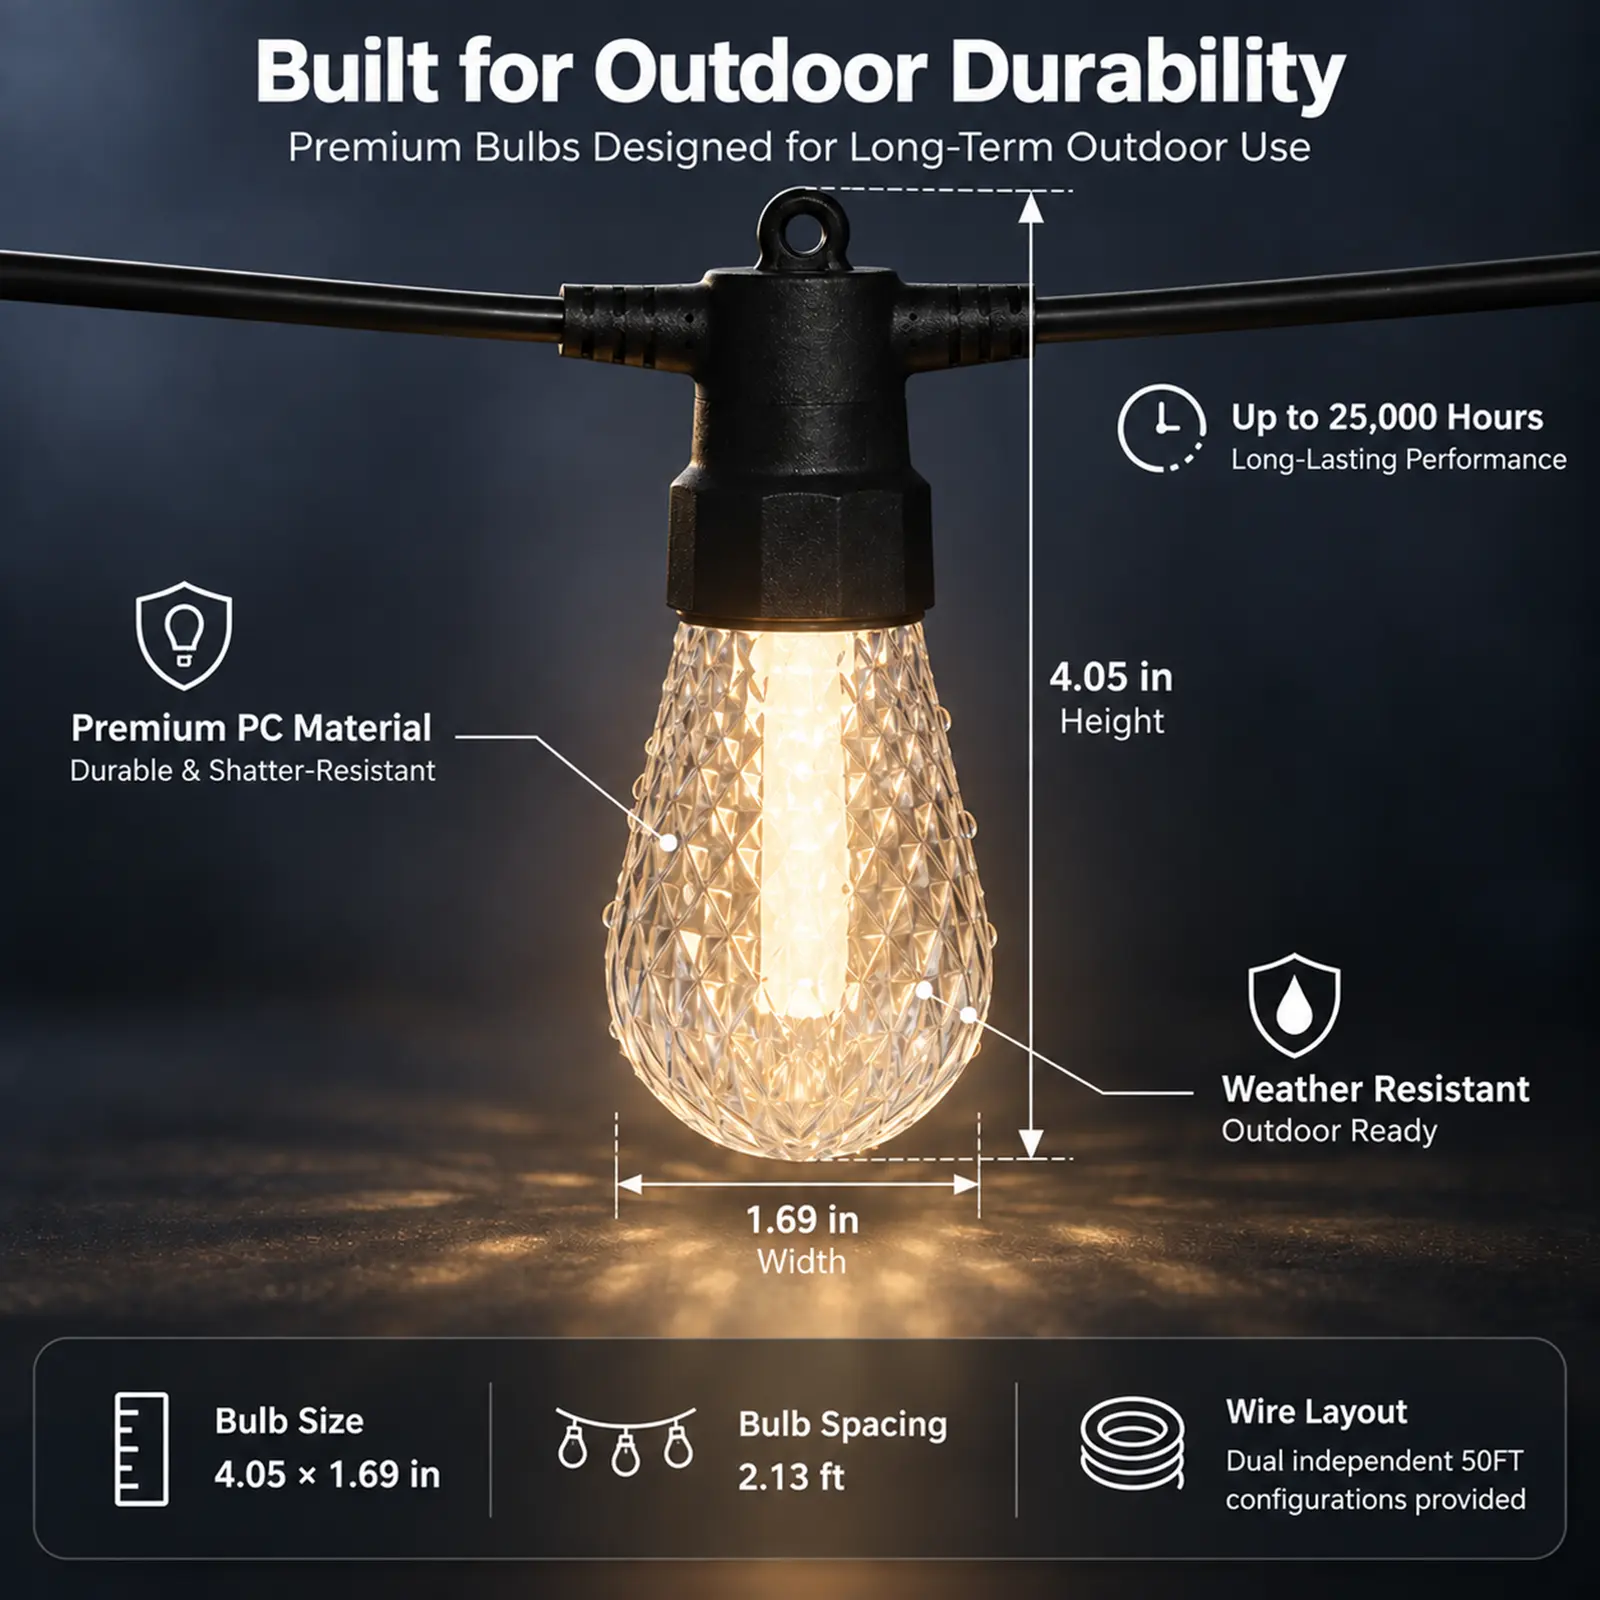 Built for Outdoor Durability
Premium Bulbs Designed for Long-Term Outdoor Use
Up to 25,000 Hours
Long-Lasting Performance
Premium PC Material
Durable & Shatter-Resistant
4.05 in
Height
Weather Resistant
Outdoor Ready
1.69 in
Width
Bulb Size
4.05 × 1.69 in
Bulb Spacing
2.13 ft
Wire Layout
Dual independent 50FT
configurations provided